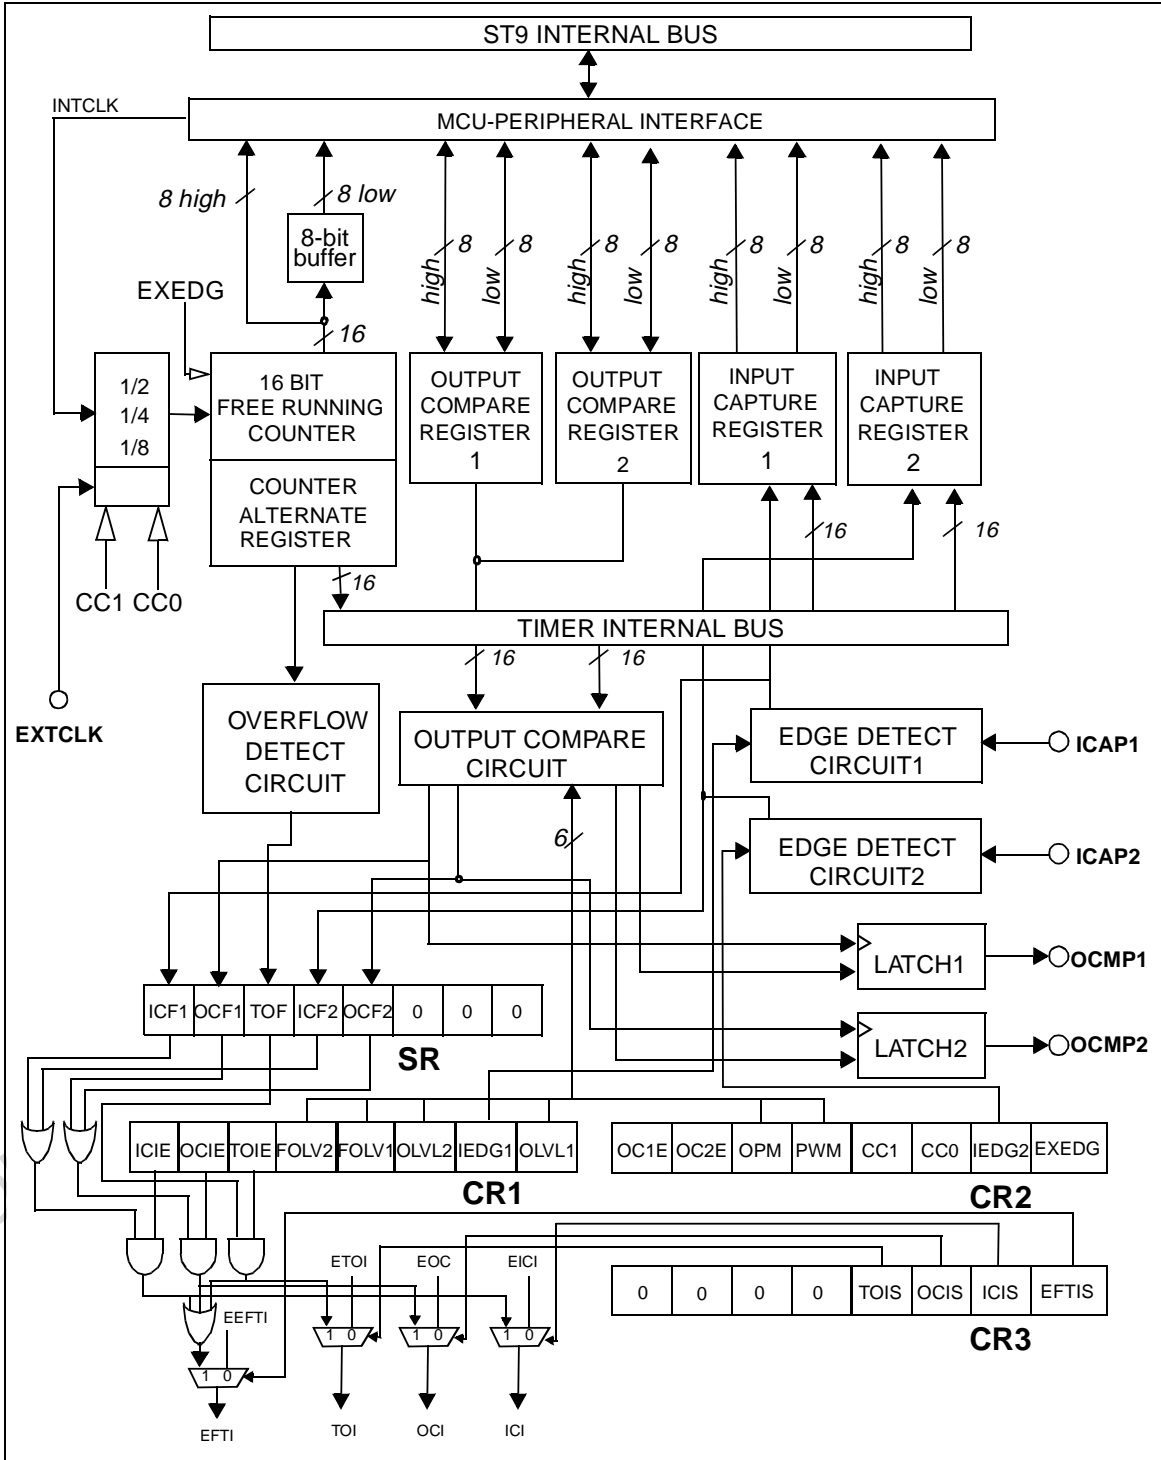 ST9 INTERNAL BUS
INTCLK
MCU-PERIPHERAL INTERFACE
8 high
8 low
8-bit
buffer
high
8
low
8
high
8
low
8
high
8
low
8
high
8
low
8
EXEDG
16
1/2
1/4
1/8
16 BIT
FREE RUNNING
COUNTER
OUTPUT
COMPARE
REGISTER
1
OUTPUT
COMPARE
REGISTER
2
INPUT
CAPTURE
REGISTER
1
INPUT
CAPTURE
REGISTER
2
COUNTER
ALTERNATE
REGISTER
16
16
16
CC1 CC0
TIMER INTERNAL BUS
16
16
EXTCLK
OVERFLOW
DETECT
CIRCUIT
OUTPUT COMPARE
CIRCUIT
EDGE DETECT
CIRCUIT1
ICAP1
6
EDGE DETECT
CIRCUIT2
ICAP2
LATCH1
OCMP1
LATCH2
OCMP2
ICF1 OCF1 TOF ICF2 OCF2 0 0 0
SR
ICIE OCIE TOIE FOLV2 FOLV1 OLVL2 IEDG1 OLVL1
CR1
OC1E OC2E OPM PWM CC1 CC0 IEDG2 EXEDG
CR2
ETOI
EOC
EICI
0 0 0 0 TOIS OCIS ICIS EFTIS
CR3
EEFTI
1 0
1 0
1 0
1 0
EFTI
TOI
OCI
ICI